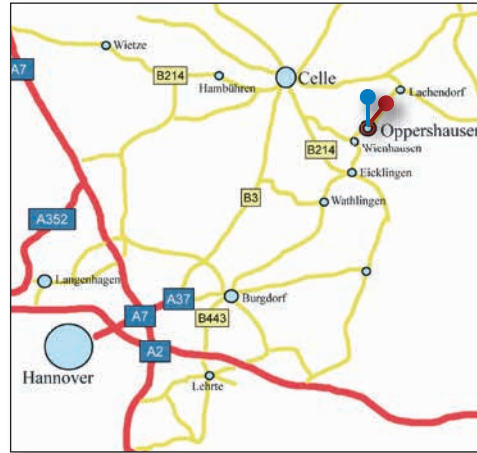 Wietze
A7
B214
Celle
Hambühren
Lachendorf
Oppershausen
B214
Wienhausen
Eicklingen
B3
Wathlingen
A352
Langenhagen
A37
Burgdorf
A7
B443
A2
Hannover
Lehrte